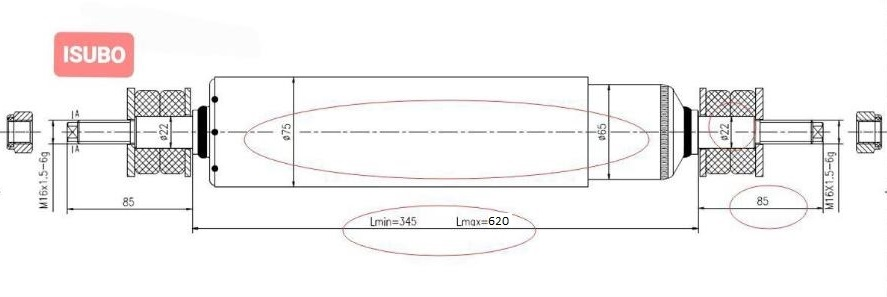 ISUBO
A
A
M16x1.5-6g
ø22
ø75
ø65
ø22
M16x1.5-6g
85
85
Lmin=345 Lmax=620